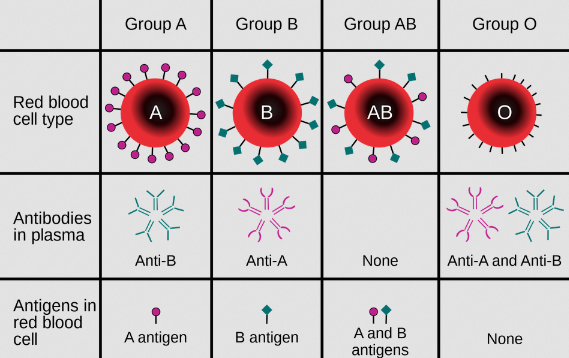 Group A Group B Group AB Group O
Red blood
cell type
A B AB O
Antibodies
in plasma
Anti-B Anti-A None Anti-A and Anti-B
Antigens in
red blood
cell
A antigen B antigen A and B
antigens
None